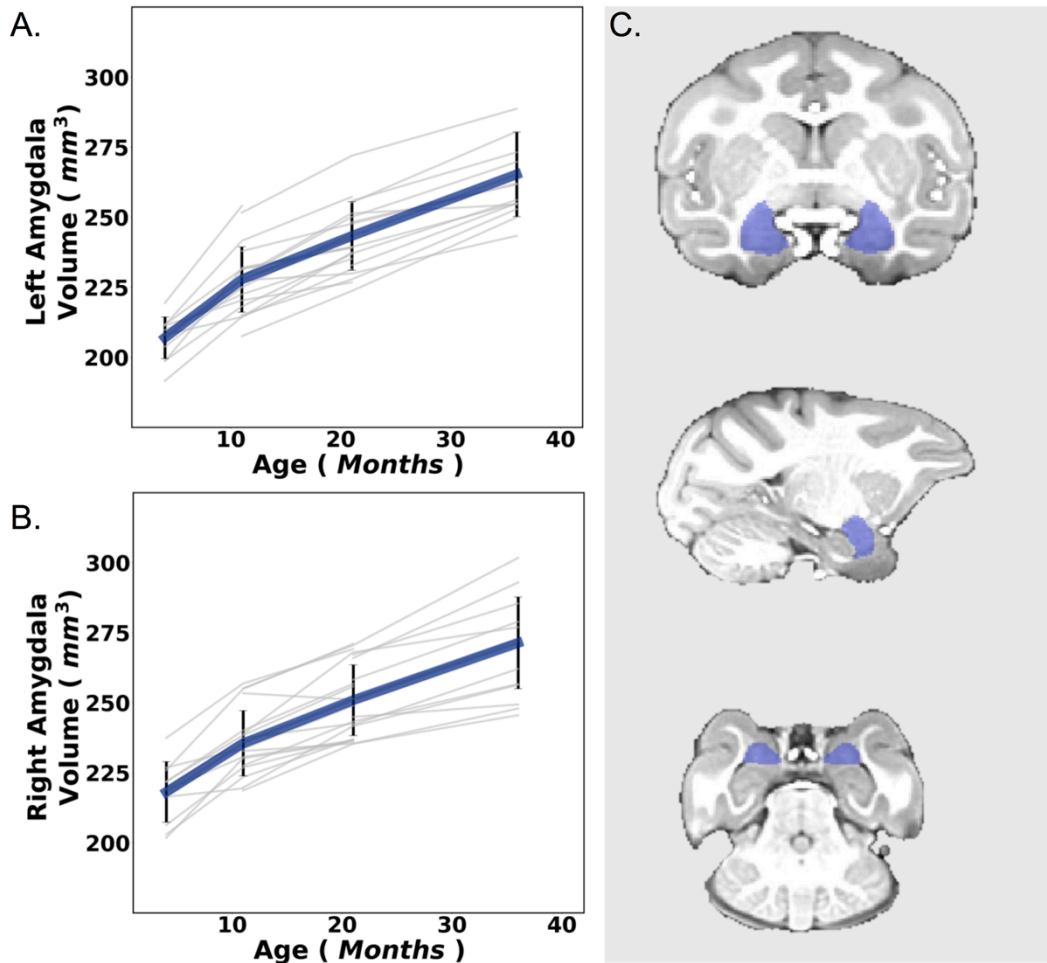 A.
Left Amygdala
Volume ( mm³)
300
275
250
225
200
10 20 30 40
Age ( Months )
B.
Right Amygdala
Volume ( mm³)
300
275
250
225
200
10 20 30 40
Age ( Months )
C.